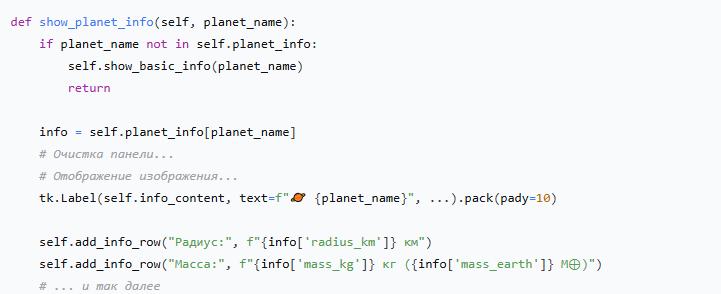 def show_planet_info(self, planet_name):
    if planet_name not in self.planet_info:
        self.show_basic_info(planet_name)
        return

    info = self.planet_info[planet_name]
    # Очистка панели...
    # Отображение изображения...
    tk.Label(self.info_content, text=f"🪐 {planet_name}", ...).pack(pady=10)

    self.add_info_row("Радиус:", f"{info['radius_km']} км")
    self.add_info_row("Масса:", f"{info['mass_kg']} кг ({info['mass_earth']} M⊕)")
    # ... и так далее